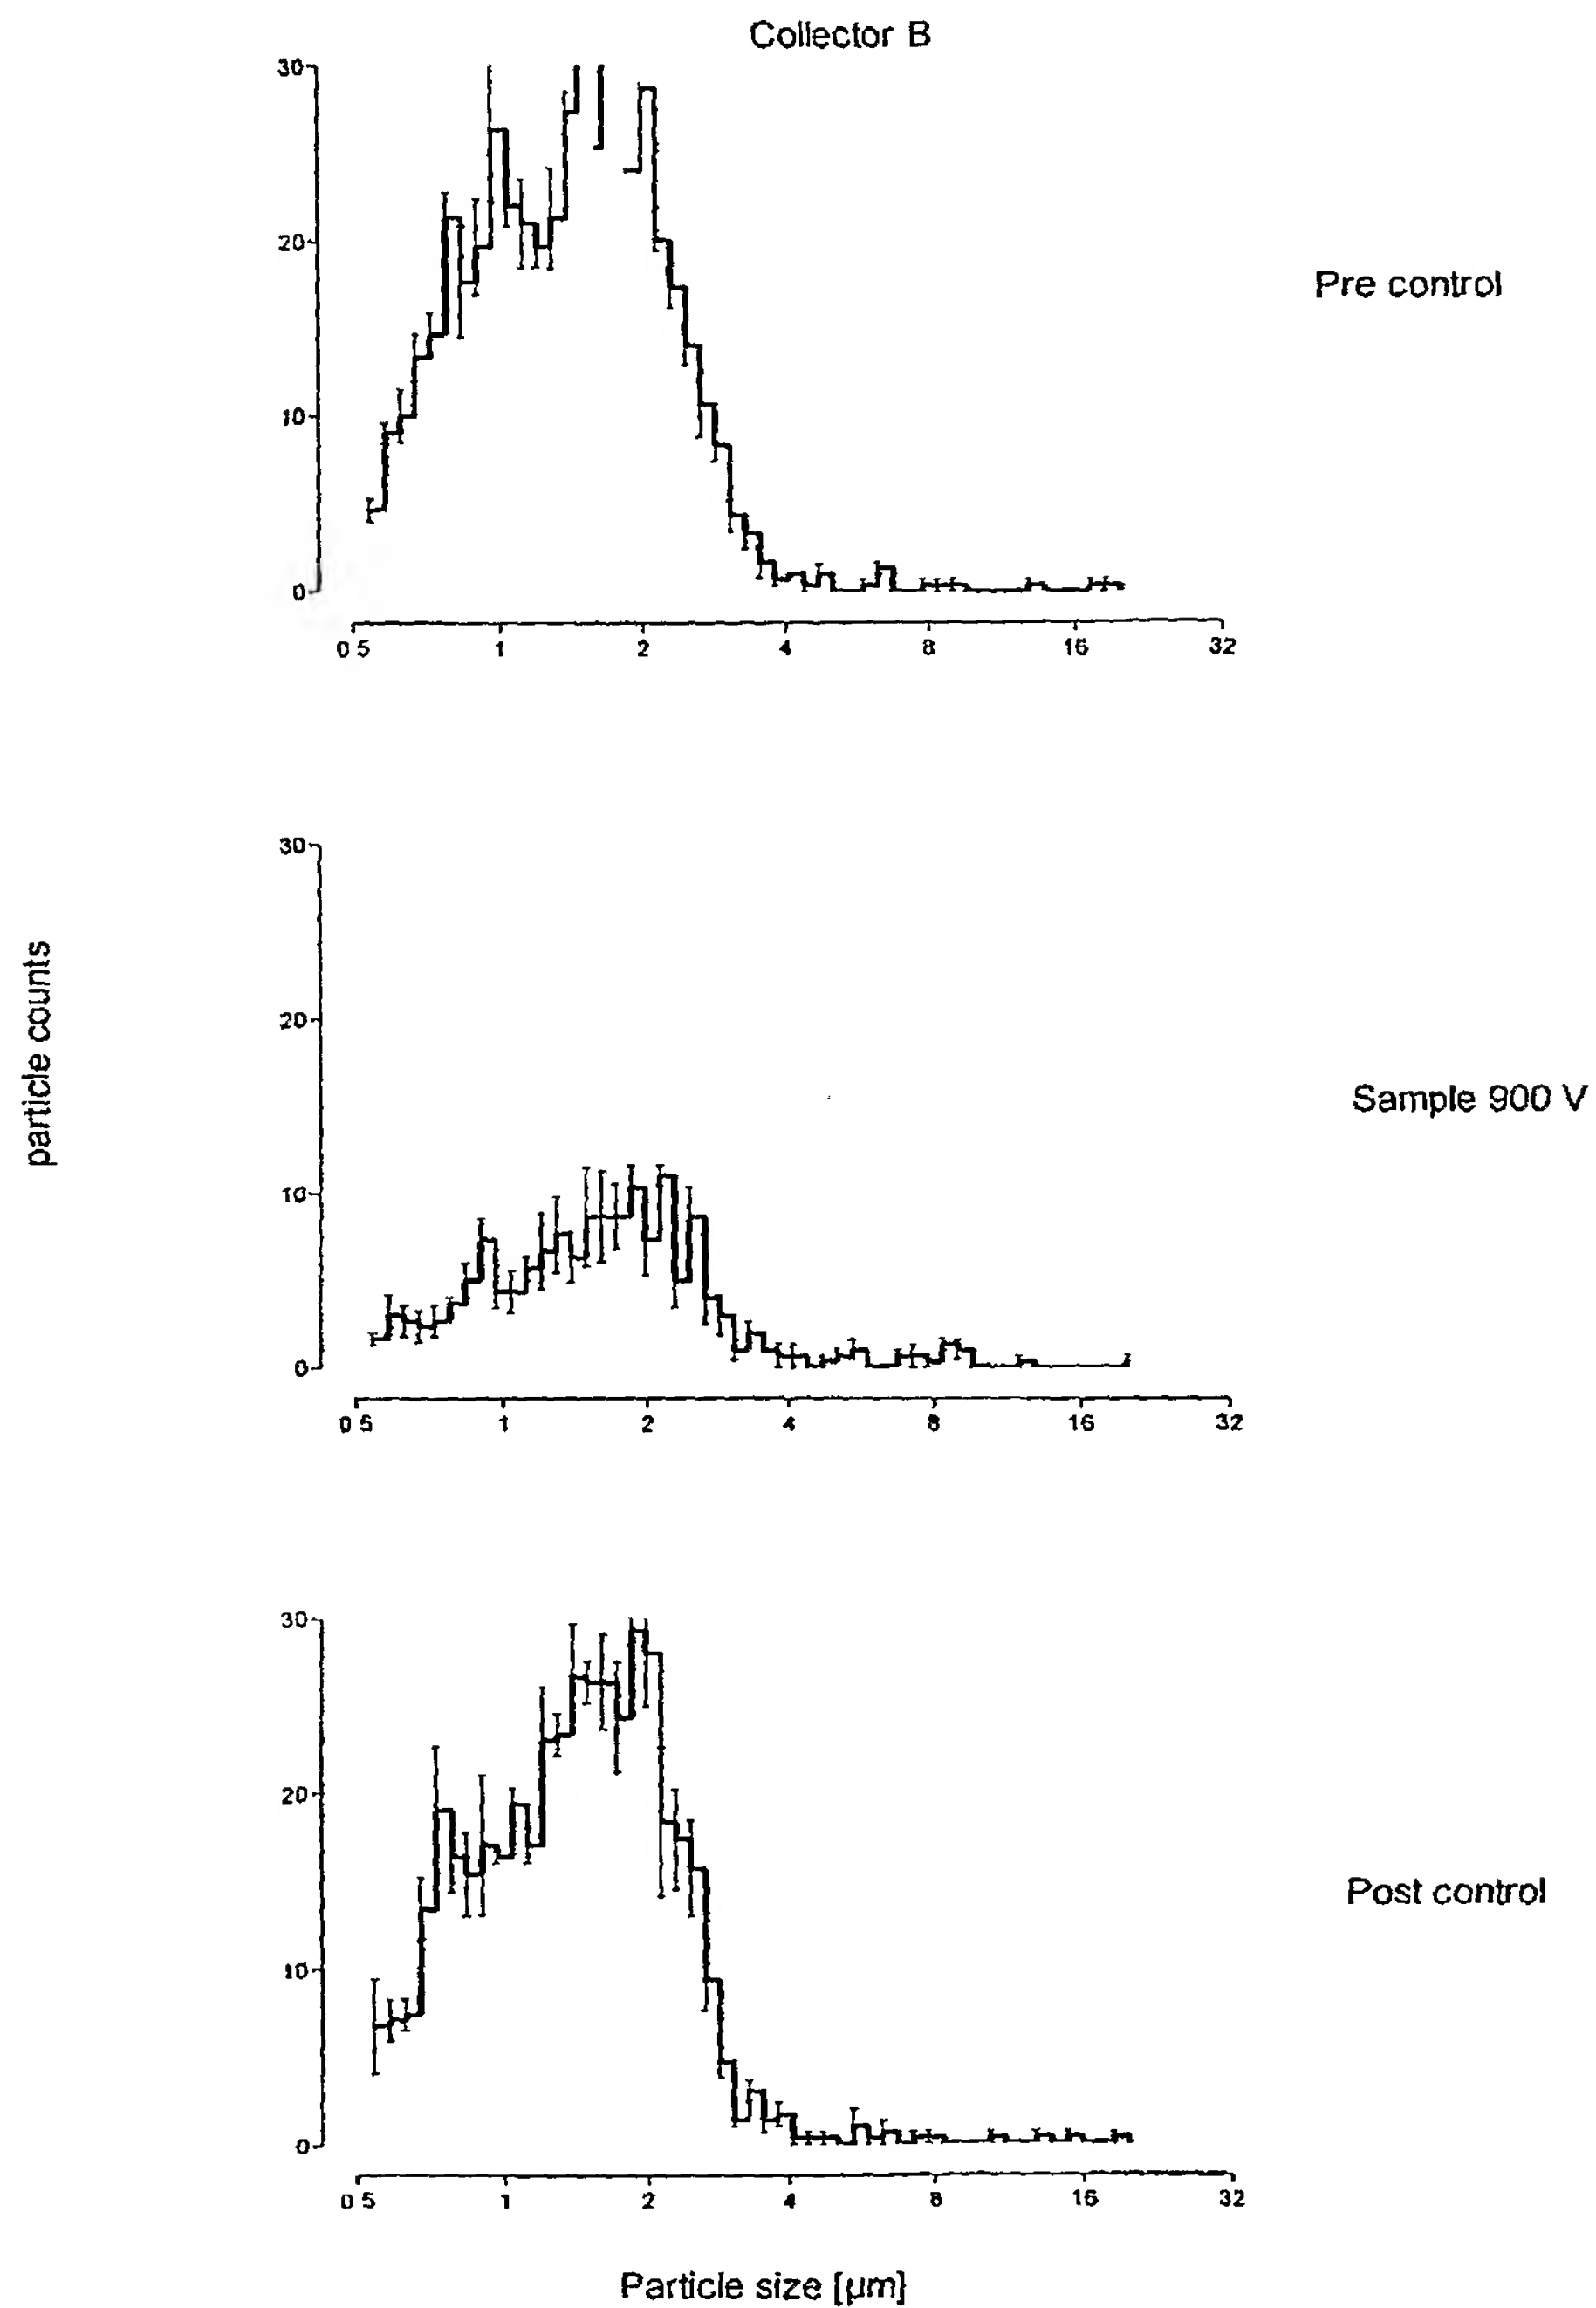 Collector B
30
20
10
0
0 5 1 2 4 8 16 32
Pre control
particle counts
30
20
10
0
0 5 1 2 4 8 16 32
Sample 900 V
30
20
10
0
0 5 1 2 4 8 16 32
Post control
Particle size [µm]